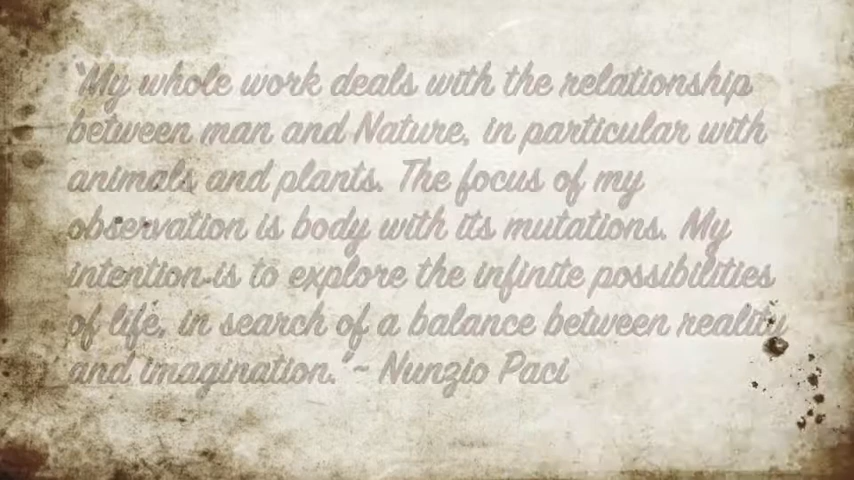 "My whole work deals with the relationship
between man and Nature, in particular with
animals and plants. The focus of my
observation is body with its mutations. My
intention is to explore the infinite possibilities
of life, in search of a balance between reality
and imagination."~ Nunzio Paci